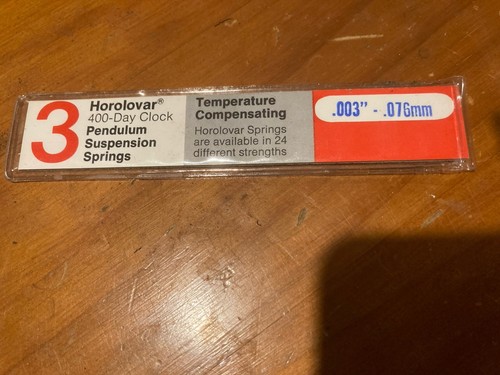 3
Horolovar®
400-Day Clock
Pendulum
Suspension
Springs
Temperature
Compensating
Horolovar Springs
are available in 24
different strengths
.003" - .076mm